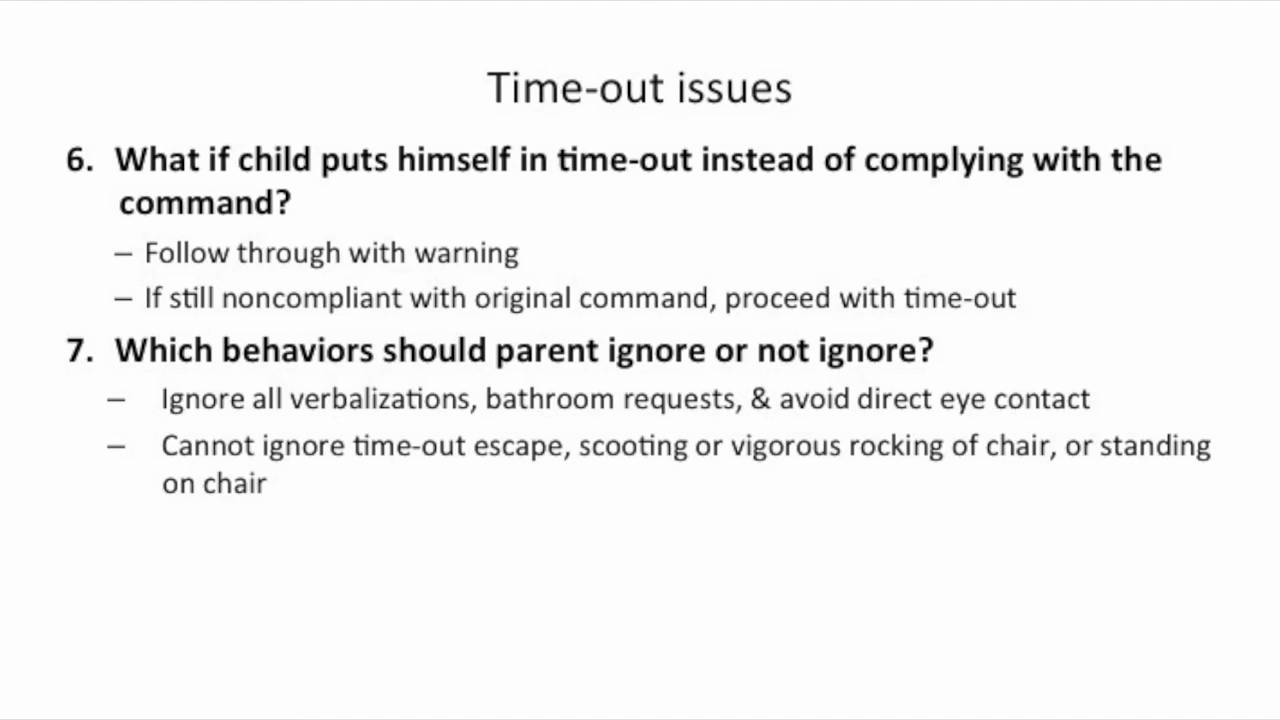 Time-out issues
6. What if child puts himself in time-out instead of complying with the
command?
– Follow through with warning
– If still noncompliant with original command, proceed with time-out
7. Which behaviors should parent ignore or not ignore?
– Ignore all verbalizations, bathroom requests, & avoid direct eye contact
– Cannot ignore time-out escape, scooting or vigorous rocking of chair, or standing
on chair